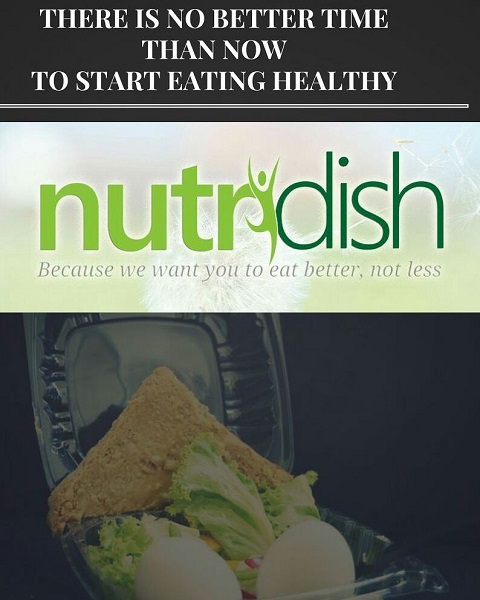 THERE IS NO BETTER TIME
THAN NOW
TO START EATING HEALTHY
nutridish
Because we want you to eat better, not less